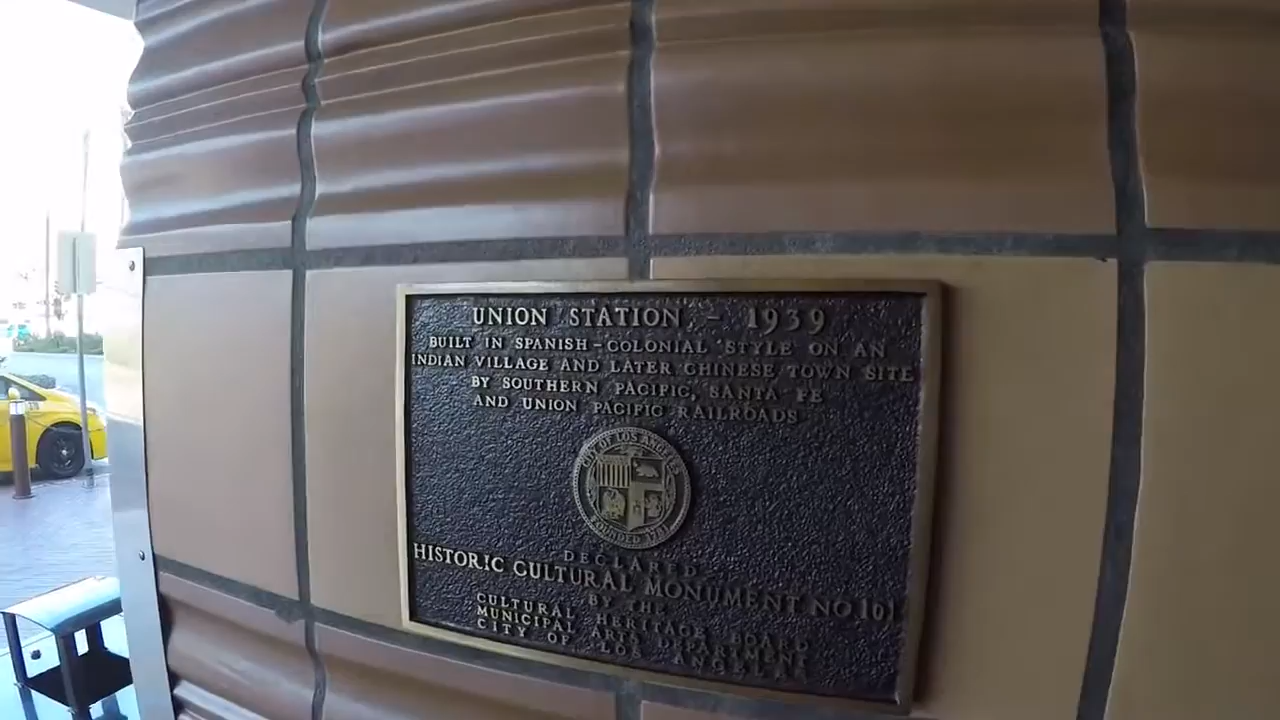 UNION STATION - 1939
BUILT IN SPANISH-COLONIAL STYLE ON AN
INDIAN VILLAGE AND LATER CHINESE TOWN SITE
BY SOUTHERN PACIFIC, SANTA FE
AND UNION PACIFIC RAILROADS
CITY OF LOS ANGELES
FOUNDED 1781
DECLARED
HISTORIC CULTURAL MONUMENT NO.101
BY THE
CULTURAL HERITAGE BOARD
MUNICIPAL ARTS DEPARTMENT
CITY OF LOS ANGELES